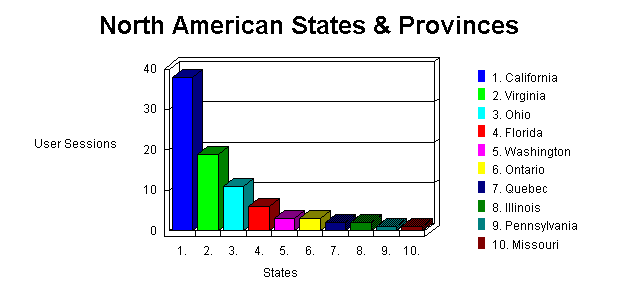 North American States & Provinces
40
30
20
10
0
User Sessions
1. 2. 3. 4. 5. 6. 7. 8. 9. 10.
States
1. California
2. Virginia
3. Ohio
4. Florida
5. Washington
6. Ontario
7. Quebec
8. Illinois
9. Pennsylvania
10. Missouri